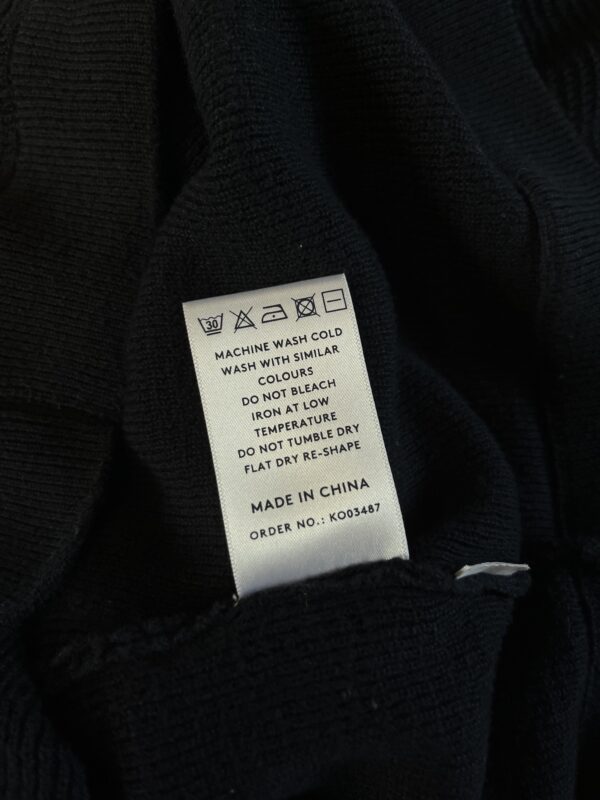 30
MACHINE WASH COLD
WASH WITH SIMILAR
COLOURS
DO NOT BLEACH
IRON AT LOW
TEMPERATURE
DO NOT TUMBLE DRY
FLAT DRY RE-SHAPE
MADE IN CHINA
ORDER NO.: KO03487